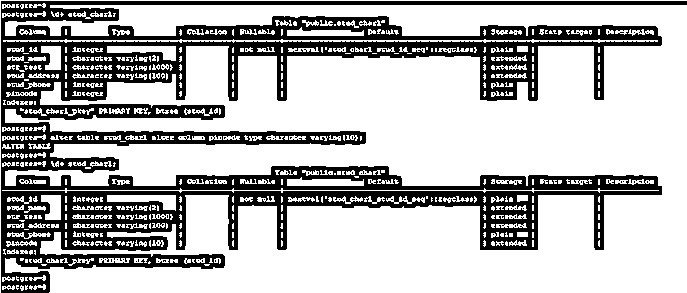 postgres=#
postgres=# \d+ stud_char1;
Table "public.stud_char1"
Column | Type | Collation | Nullable | Default | Storage | Stats target | Description
stud_id | integer | | not null | nextval('stud_char1_stud_id_seq'::regclass) | plain | |
stud_name | character varying(2) | | | | extended | |
str_test | character varying(1000) | | | | extended | |
stud_address | character varying(100) | | | | extended | |
stud_phone | integer | | | | plain | |
pincode | integer | | | | plain | |
Indexes:
"stud_char1_pkey" PRIMARY KEY, btree (stud_id)
postgres=#
postgres=# alter table stud_char1 alter column pincode type character varying(10);
ALTER TABLE
postgres=#
postgres=# \d+ stud_char1;
Table "public.stud_char1"
Column | Type | Collation | Nullable | Default | Storage | Stats target | Description
stud_id | integer | | not null | nextval('stud_char1_stud_id_seq'::regclass) | plain | |
stud_name | character varying(2) | | | | extended | |
str_test | character varying(1000) | | | | extended | |
stud_address | character varying(100) | | | | extended | |
stud_phone | integer | | | | plain | |
pincode | character varying(10) | | | | extended | |
Indexes:
"stud_char1_pkey" PRIMARY KEY, btree (stud_id)
postgres=#
postgres=#